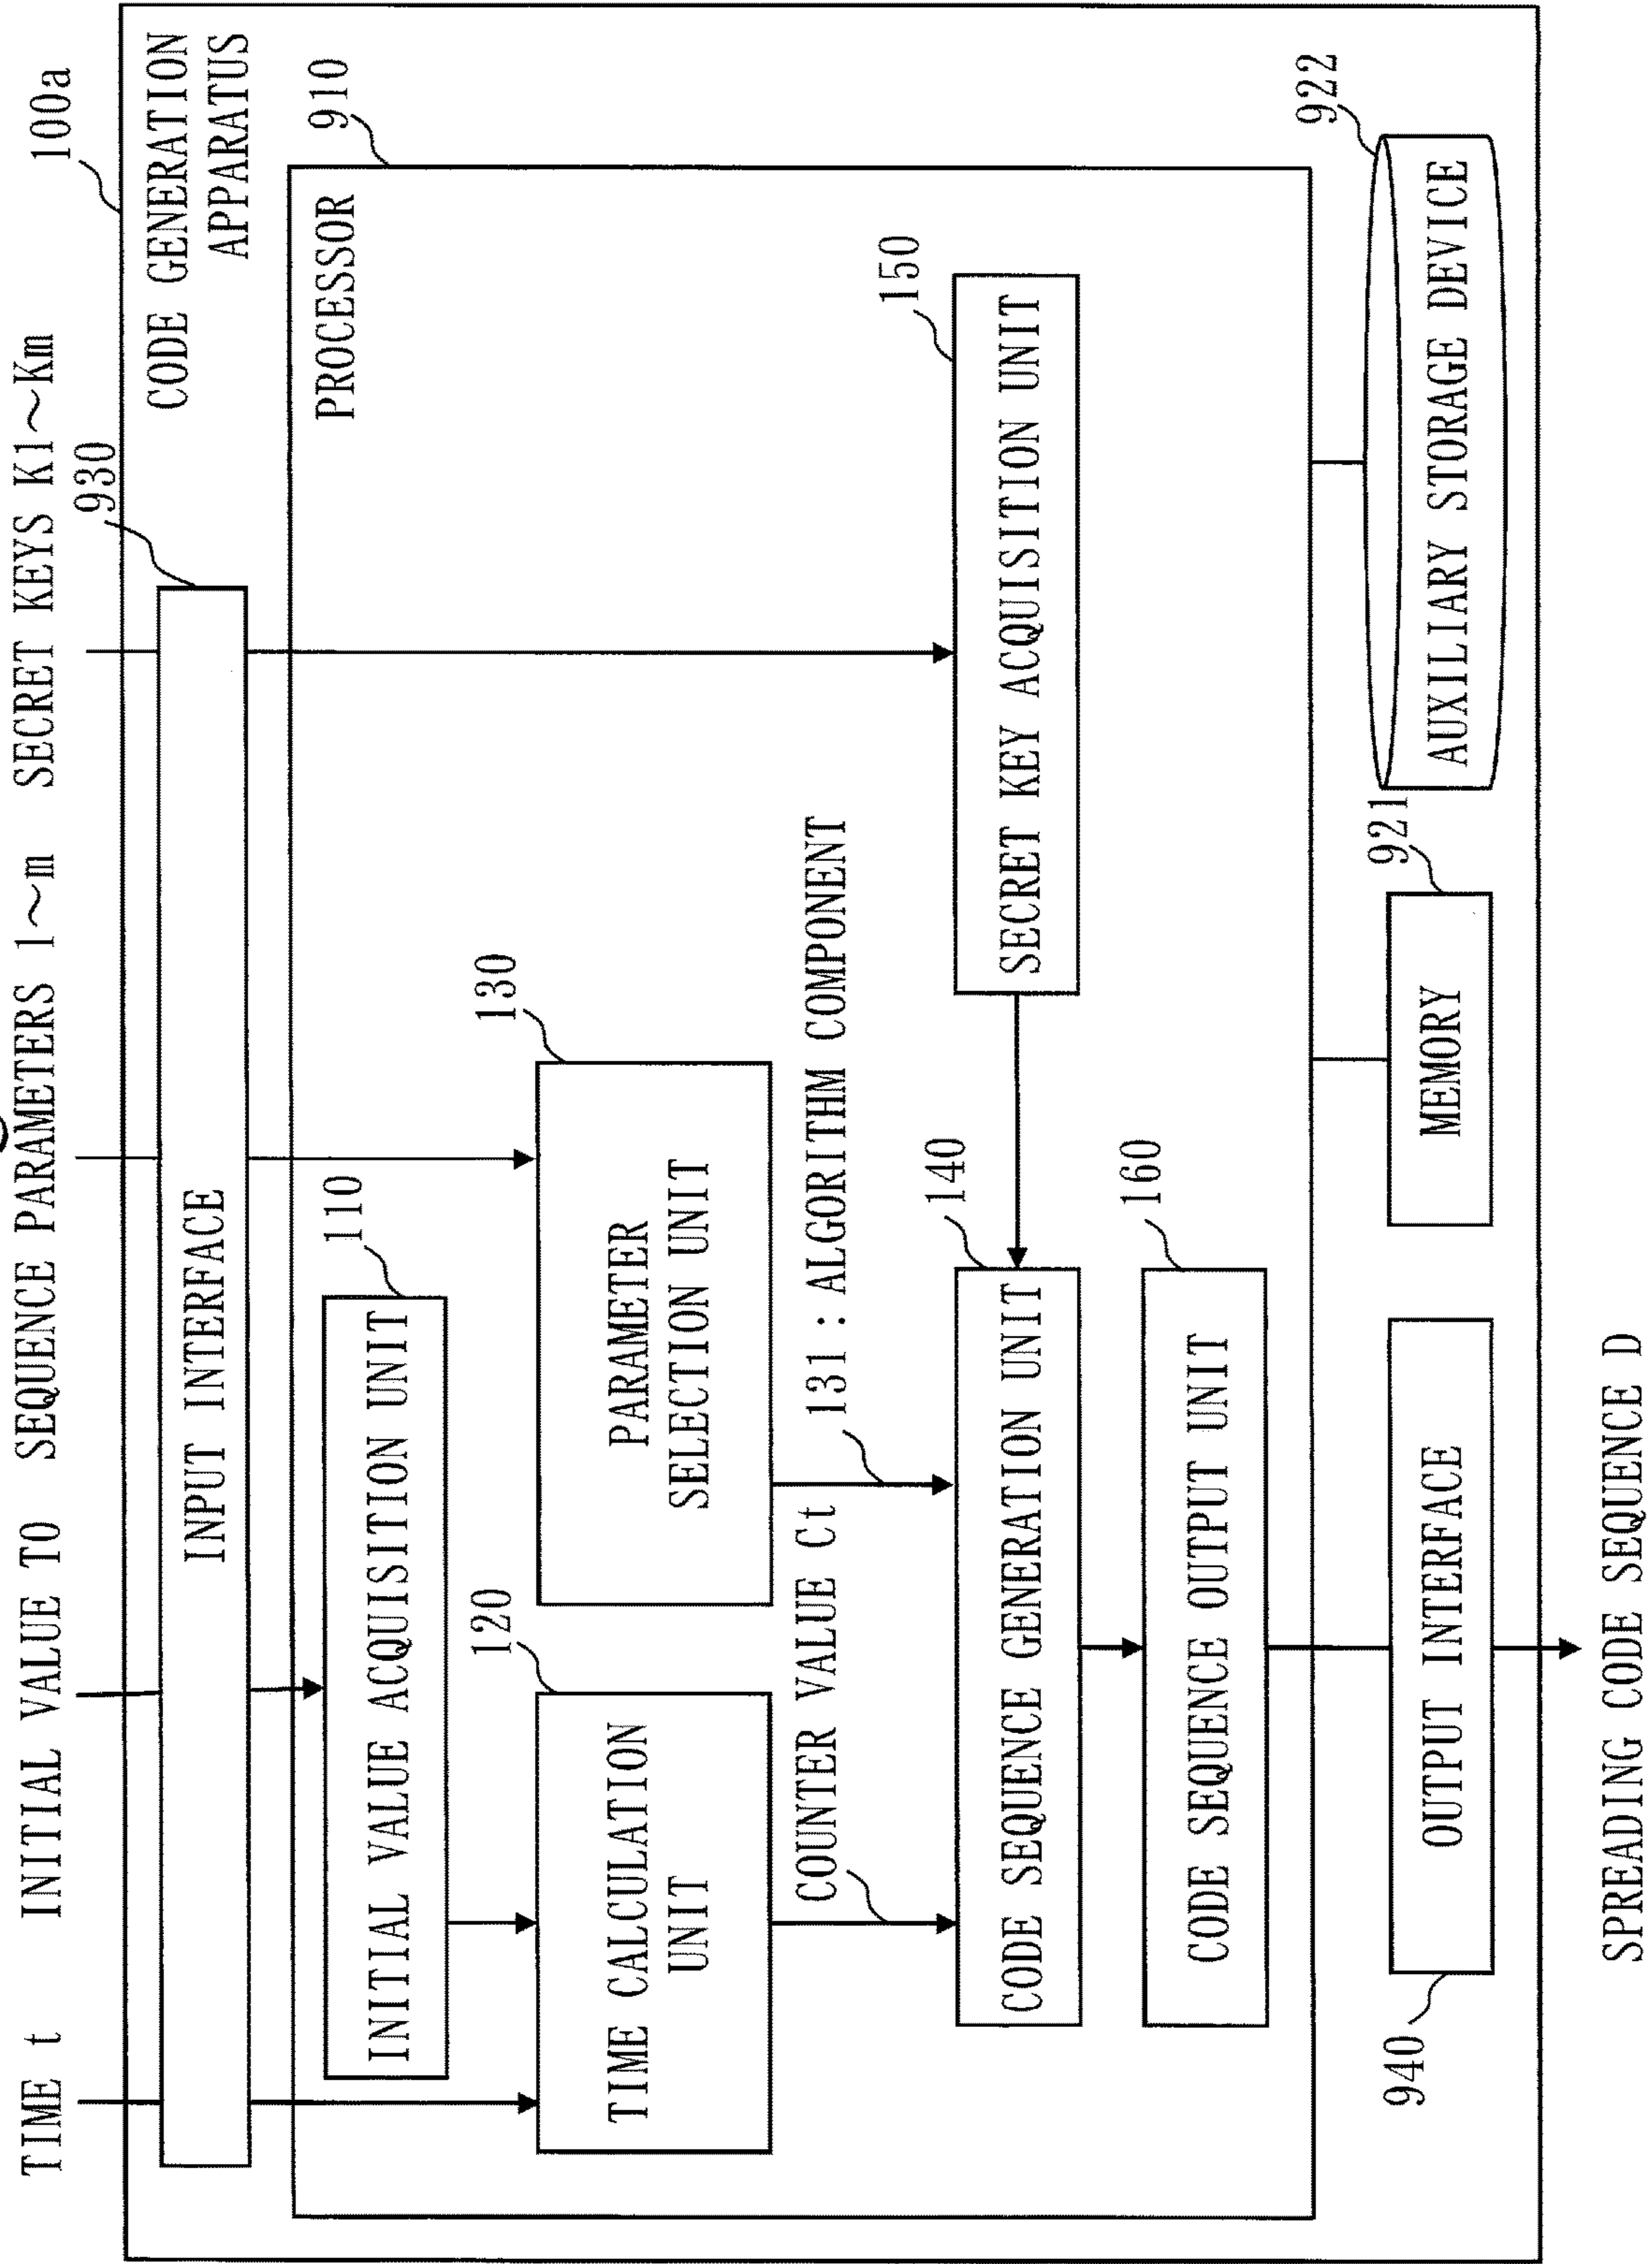 TIME t
INITIAL VALUE T0
SEQUENCE PARAMETERS 1~m
SECRET KEYS K1~Km
100a
930
CODE GENERATION
APPARATUS
INPUT INTERFACE
910
PROCESSOR
110
INITIAL VALUE ACQUISITION UNIT
120
TIME CALCULATION
UNIT
130
PARAMETER
SELECTION UNIT
COUNTER VALUE Ct
131 : ALGORITHM COMPONENT
140
CODE SEQUENCE GENERATION UNIT
150
SECRET KEY ACQUISITION UNIT
160
CODE SEQUENCE OUTPUT UNIT
940
OUTPUT INTERFACE
921
MEMORY
922
AUXILIARY STORAGE DEVICE
SPREADING CODE SEQUENCE D